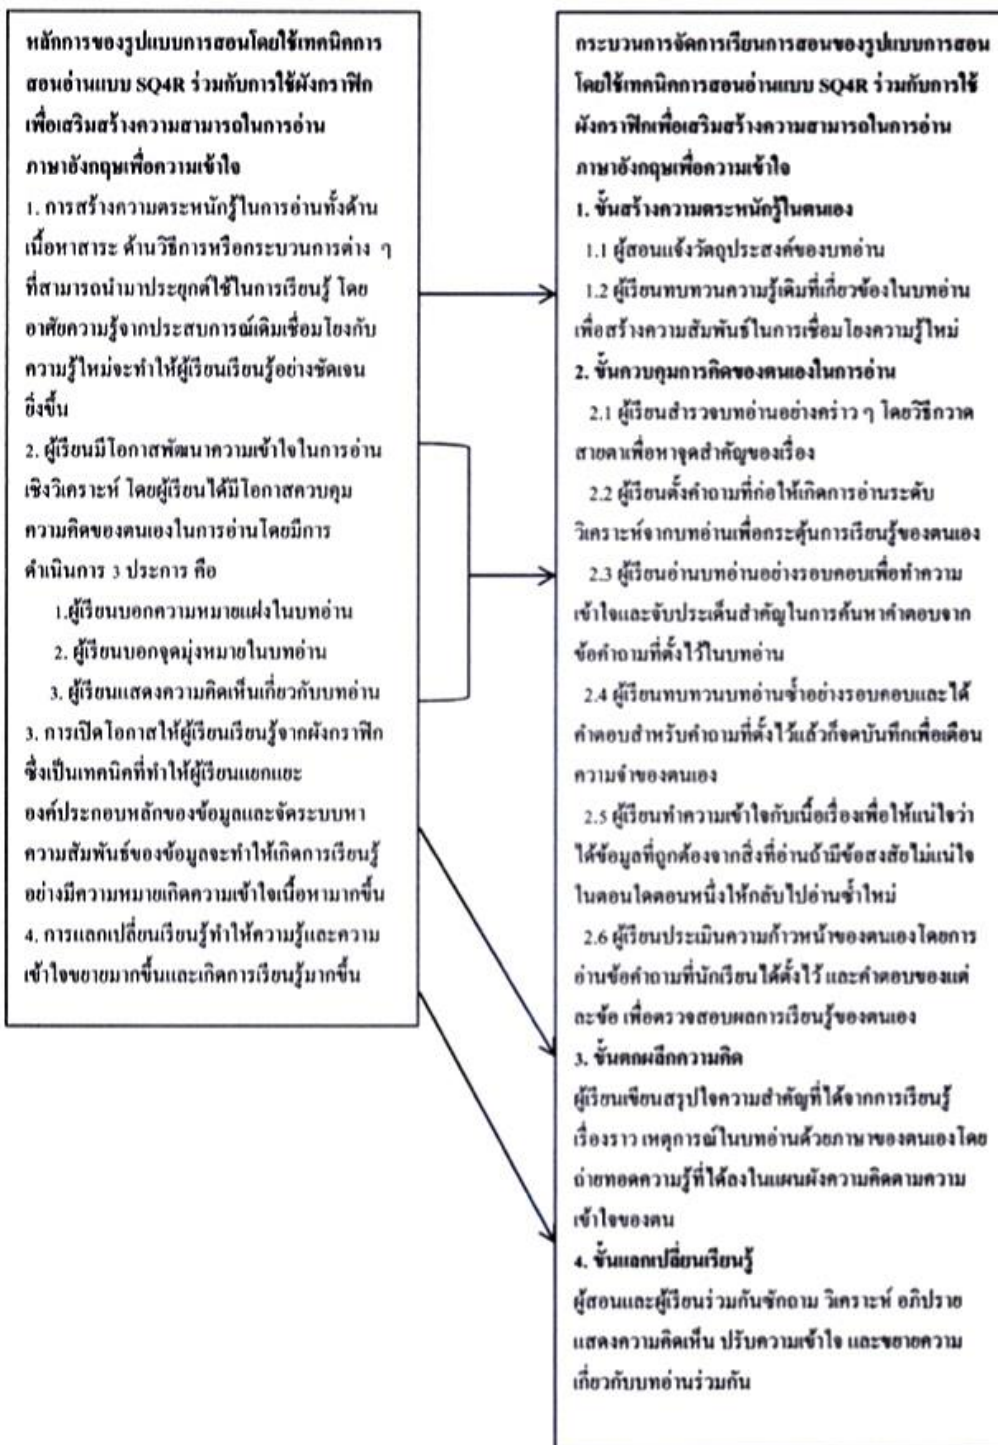 หลักการของรูปแบบการสอนโดยใช้เทคนิคการ
สอนอ่านแบบ SQ4R ร่วมกับการใช้ผังกราฟิก
เพื่อเสริมสร้างความสามารถในการอ่าน
ภาษาอังกฤษเพื่อความเข้าใจ
1. การสร้างความตระหนักรู้ในการอ่านทั้งด้าน
เนื้อหาสาระ ด้านวิธีการหรือกระบวนการต่าง ๆ
ที่สามารถนำมาประยุกต์ใช้ในการเรียนรู้ โดย
อาศัยความรู้จากประสบการณ์เดิมเชื่อมโยงกับ
ความรู้ใหม่จะทำให้ผู้เรียนเรียนรู้อย่างชัดเจน
ยิ่งขึ้น
2. ผู้เรียนมีโอกาสพัฒนาความเข้าใจในการอ่าน
เชิงวิเคราะห์ โดยผู้เรียนได้มีโอกาสควบคุม
ความคิดของตนเองในการอ่านโดยมีการ
ดำเนินการ 3 ประการ คือ
1.ผู้เรียนบอกความหมายแฝงในบทอ่าน
2. ผู้เรียนบอกจุดมุ่งหมายในบทอ่าน
3. ผู้เรียนแสดงความคิดเห็นเกี่ยวกับบทอ่าน
3. การเปิดโอกาสให้ผู้เรียนเรียนรู้จากผังกราฟิก
ซึ่งเป็นเทคนิคที่ทำให้ผู้เรียนแยกแยะ
องค์ประกอบหลักของข้อมูลและจัดระบบหา
ความสัมพันธ์ของข้อมูลจะทำให้เกิดการเรียนรู้
อย่างมีความหมายเกิดความเข้าใจเนื้อหามากขึ้น
4. การแลกเปลี่ยนเรียนรู้ทำให้ความรู้และความ
เข้าใจขยายมากขึ้นและเกิดการเรียนรู้มากขึ้น
กระบวนการจัดการเรียนการสอนของรูปแบบการสอน
โดยใช้เทคนิคการสอนอ่านแบบ SQ4R ร่วมกับการใช้
ผังกราฟิกเพื่อเสริมสร้างความสามารถในการอ่าน
ภาษาอังกฤษเพื่อความเข้าใจ
1. ขั้นสร้างความตระหนักรู้ในตนเอง
1.1 ผู้สอนแจ้งวัตถุประสงค์ของบทอ่าน
1.2 ผู้เรียนทบทวนความรู้เดิมที่เกี่ยวข้องในบทอ่าน
เพื่อสร้างความสัมพันธ์ในการเชื่อมโยงความรู้ใหม่
2. ขั้นควบคุมการคิดของตนเองในการอ่าน
2.1 ผู้เรียนสำรวจบทอ่านอย่างคร่าว ๆ โดยวิธีกวาด
สายตาเพื่อหาจุดสำคัญของเรื่อง
2.2 ผู้เรียนตั้งคำถามที่ก่อให้เกิดการอ่านระดับ
วิเคราะห์จากบทอ่านเพื่อกระตุ้นการเรียนรู้ของตนเอง
2.3 ผู้เรียนอ่านบทอ่านอย่างรอบคอบเพื่อทำความ
เข้าใจและจับประเด็นสำคัญในการค้นหาคำตอบจาก
ข้อคำถามที่ตั้งไว้ในบทอ่าน
2.4 ผู้เรียนทบทวนบทอ่านซ้ำอย่างรอบคอบและได้
คำตอบสำหรับคำถามที่ตั้งไว้แล้วก็จดบันทึกเพื่อเตือน
ความจำของตนเอง
2.5 ผู้เรียนทำความเข้าใจกับเนื้อเรื่องเพื่อให้แน่ใจว่า
ได้ข้อมูลที่ถูกต้องจากสิ่งที่อ่านถ้ามีข้อสงสัยไม่แน่ใจ
ในตอนใดตอนหนึ่งให้กลับไปอ่านซ้ำใหม่
2.6 ผู้เรียนประเมินความก้าวหน้าของตนเองโดยการ
อ่านข้อคำถามที่นักเรียนได้ตั้งไว้ และคำตอบของแต่
ละข้อ เพื่อตรวจสอบผลการเรียนรู้ของตนเอง
3. ขั้นตกผลึกความคิด
ผู้เรียนเขียนสรุปใจความสำคัญที่ได้จากการเรียนรู้
เรื่องราว เหตุการณ์ในบทอ่านด้วยภาษาของตนเองโดย
ถ่ายทอดความรู้ที่ได้ลงในแผนผังความคิดตามความ
เข้าใจของตน
4. ขั้นแลกเปลี่ยนเรียนรู้
ผู้สอนและผู้เรียนร่วมกันซักถาม วิเคราะห์ อภิปราย
แสดงความคิดเห็น ปรับความเข้าใจ และขยายความ
เกี่ยวกับบทอ่านร่วมกัน